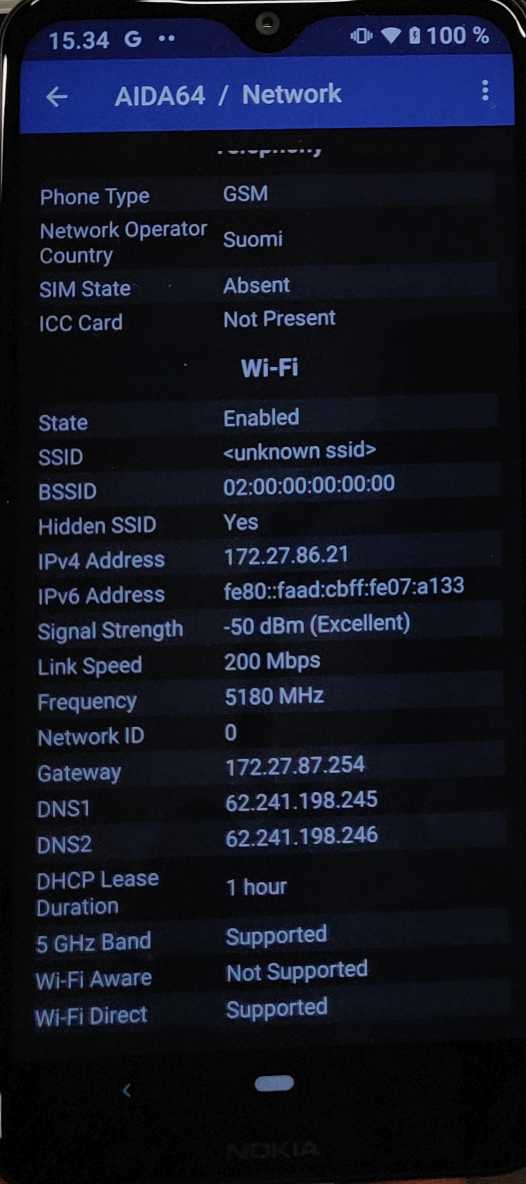 15.34 G
100 %
AIDA64 / Network
Telephony
Phone Type GSM
Network Operator
Country Suomi
SIM State Absent
ICC Card Not Present
Wi-Fi
State Enabled
SSID <unknown ssid>
BSSID 02:00:00:00:00:00
Hidden SSID Yes
IPv4 Address 172.27.86.21
IPv6 Address fe80::faad:cbff:fe07:a133
Signal Strength -50 dBm (Excellent)
Link Speed 200 Mbps
Frequency 5180 MHz
Network ID 0
Gateway 172.27.87.254
DNS1 62.241.198.245
DNS2 62.241.198.246
DHCP Lease
Duration 1 hour
5 GHz Band Supported
Wi-Fi Aware Not Supported
Wi-Fi Direct Supported
NOKIA